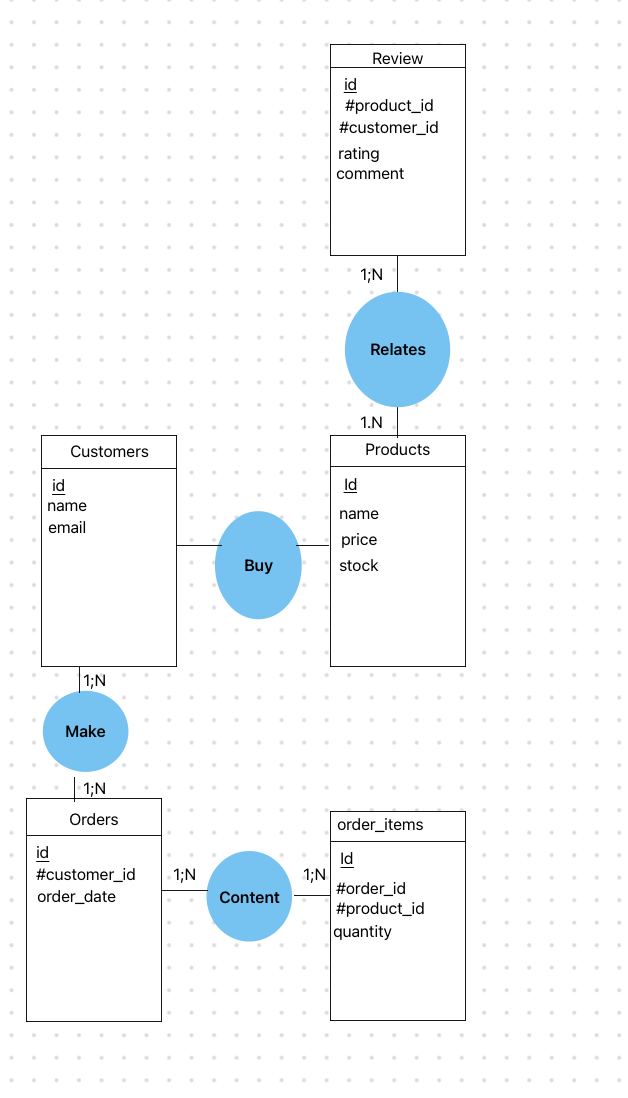 Review
id
#product_id
#customer_id
rating
comment
1;N
Relates
1.N
Customers
id
name
email
Buy
Products
Id
name
price
stock
1;N
Make
1;N
Orders
id
#customer_id
order_date
1;N
Content
1;N
order_items
Id
#order_id
#product_id
quantity